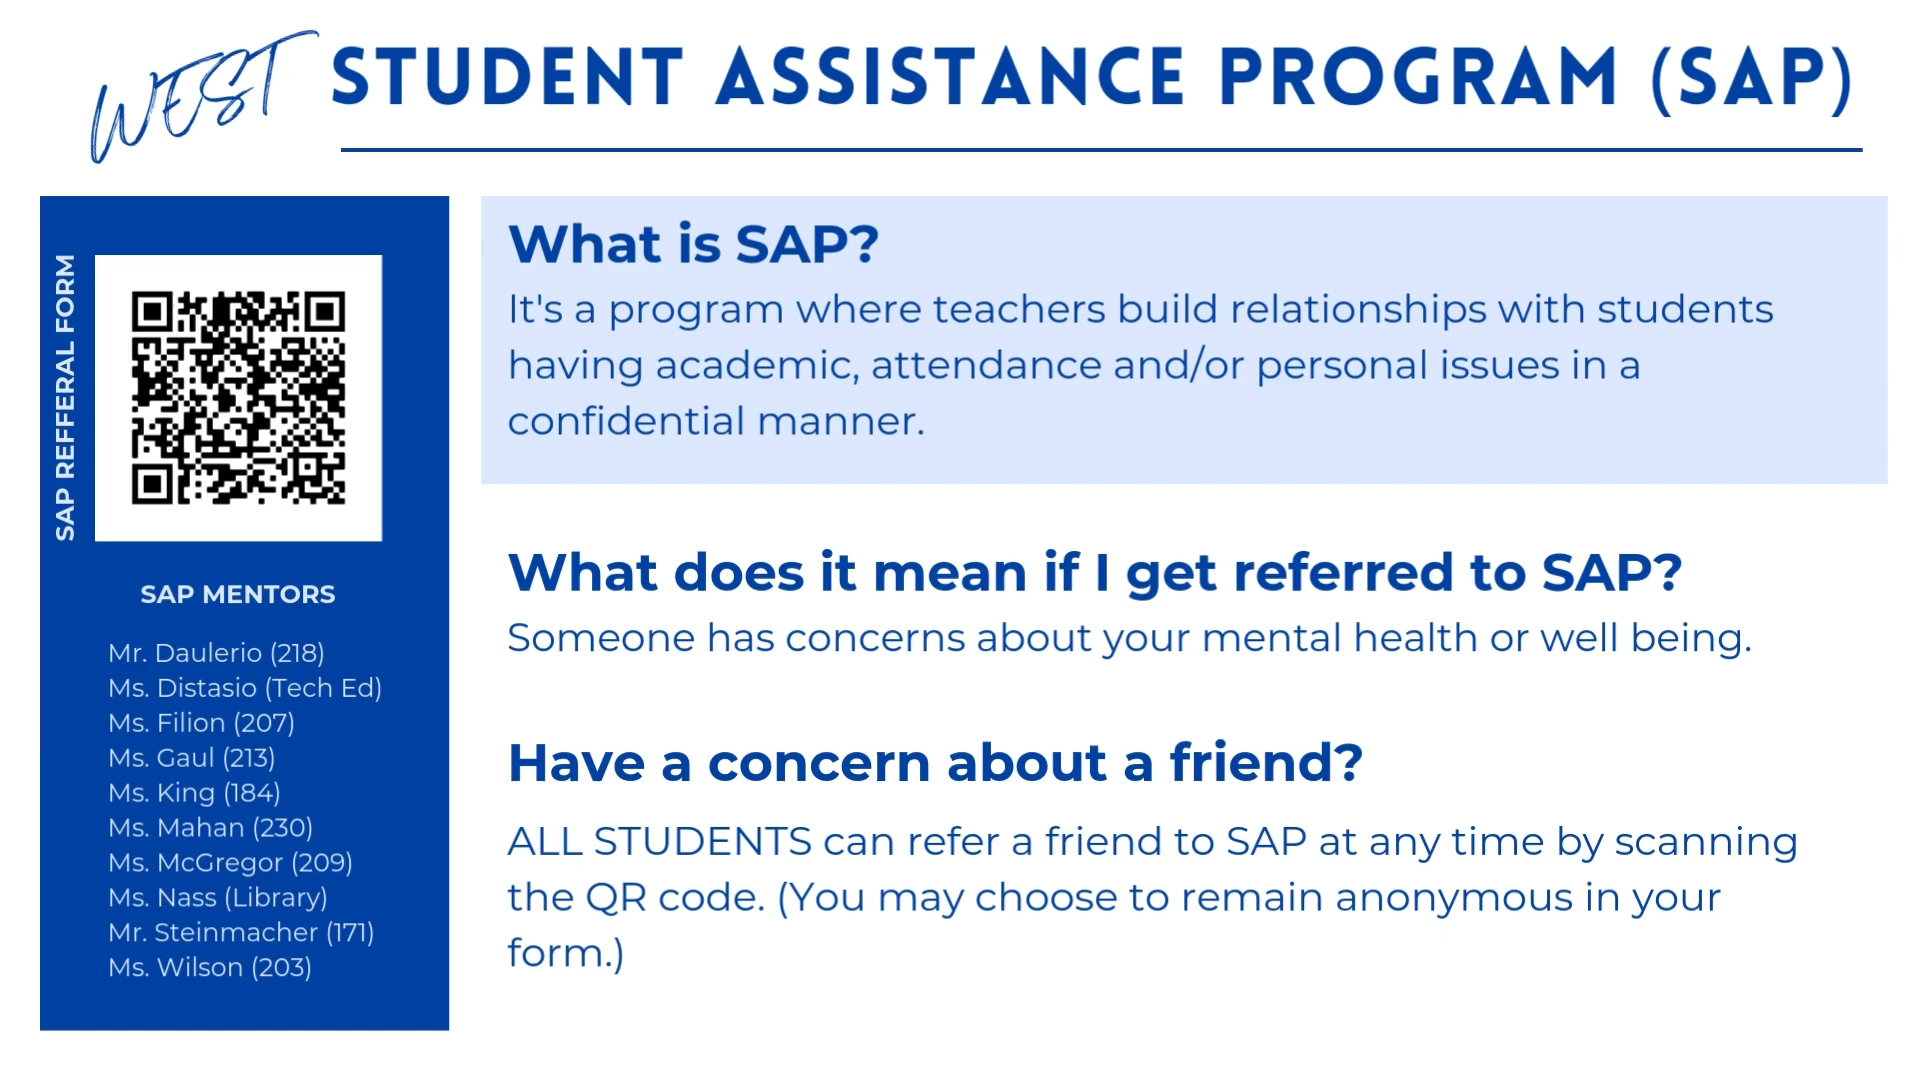 WEST STUDENT ASSISTANCE PROGRAM (SAP)
SAP REFFERAL FORM
SAP MENTORS
Mr. Daulerio (218)
Ms. Distasio (Tech Ed)
Ms. Filion (207)
Ms. Gaul (213)
Ms. King (184)
Ms. Mahan (230)
Ms. McGregor (209)
Ms. Nass (Library)
Mr. Steinmacher (171)
Ms. Wilson (203)
What is SAP?
It's a program where teachers build relationships with students
having academic, attendance and/or personal issues in a
confidential manner.
What does it mean if I get referred to SAP?
Someone has concerns about your mental health or well being.
Have a concern about a friend?
ALL STUDENTS can refer a friend to SAP at any time by scanning
the QR code. (You may choose to remain anonymous in your
form.)